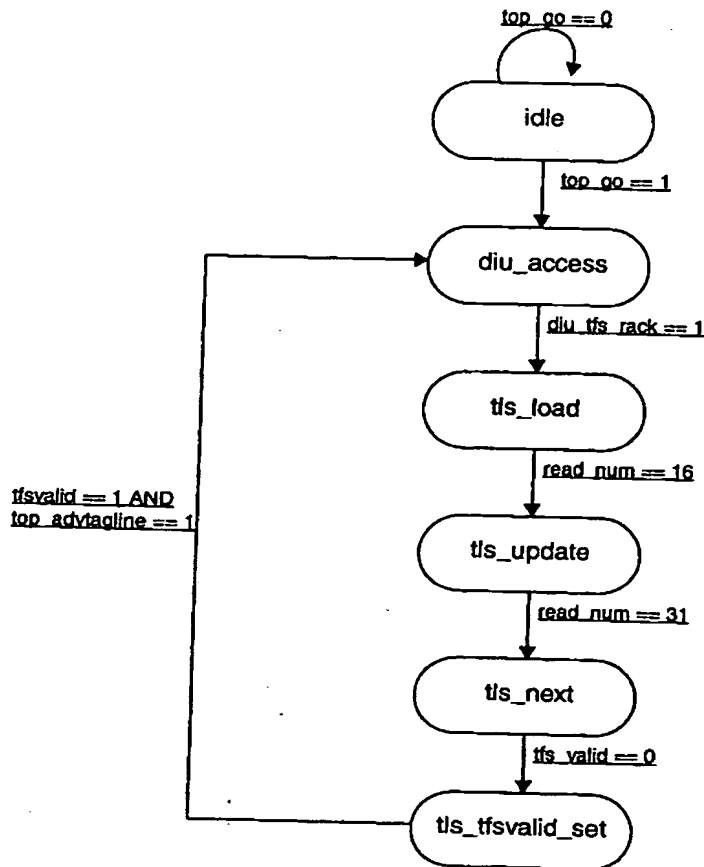 top_go == 0
idle
top_go == 1
diu_access
diu_tfs_rack == 1
tls_load
read_num == 16
tfsvalid == 1 AND
top_advtagline == 1
tls_update
read_num == 31
tls_next
tfs_valid == 0
tls_tfsvalid_set